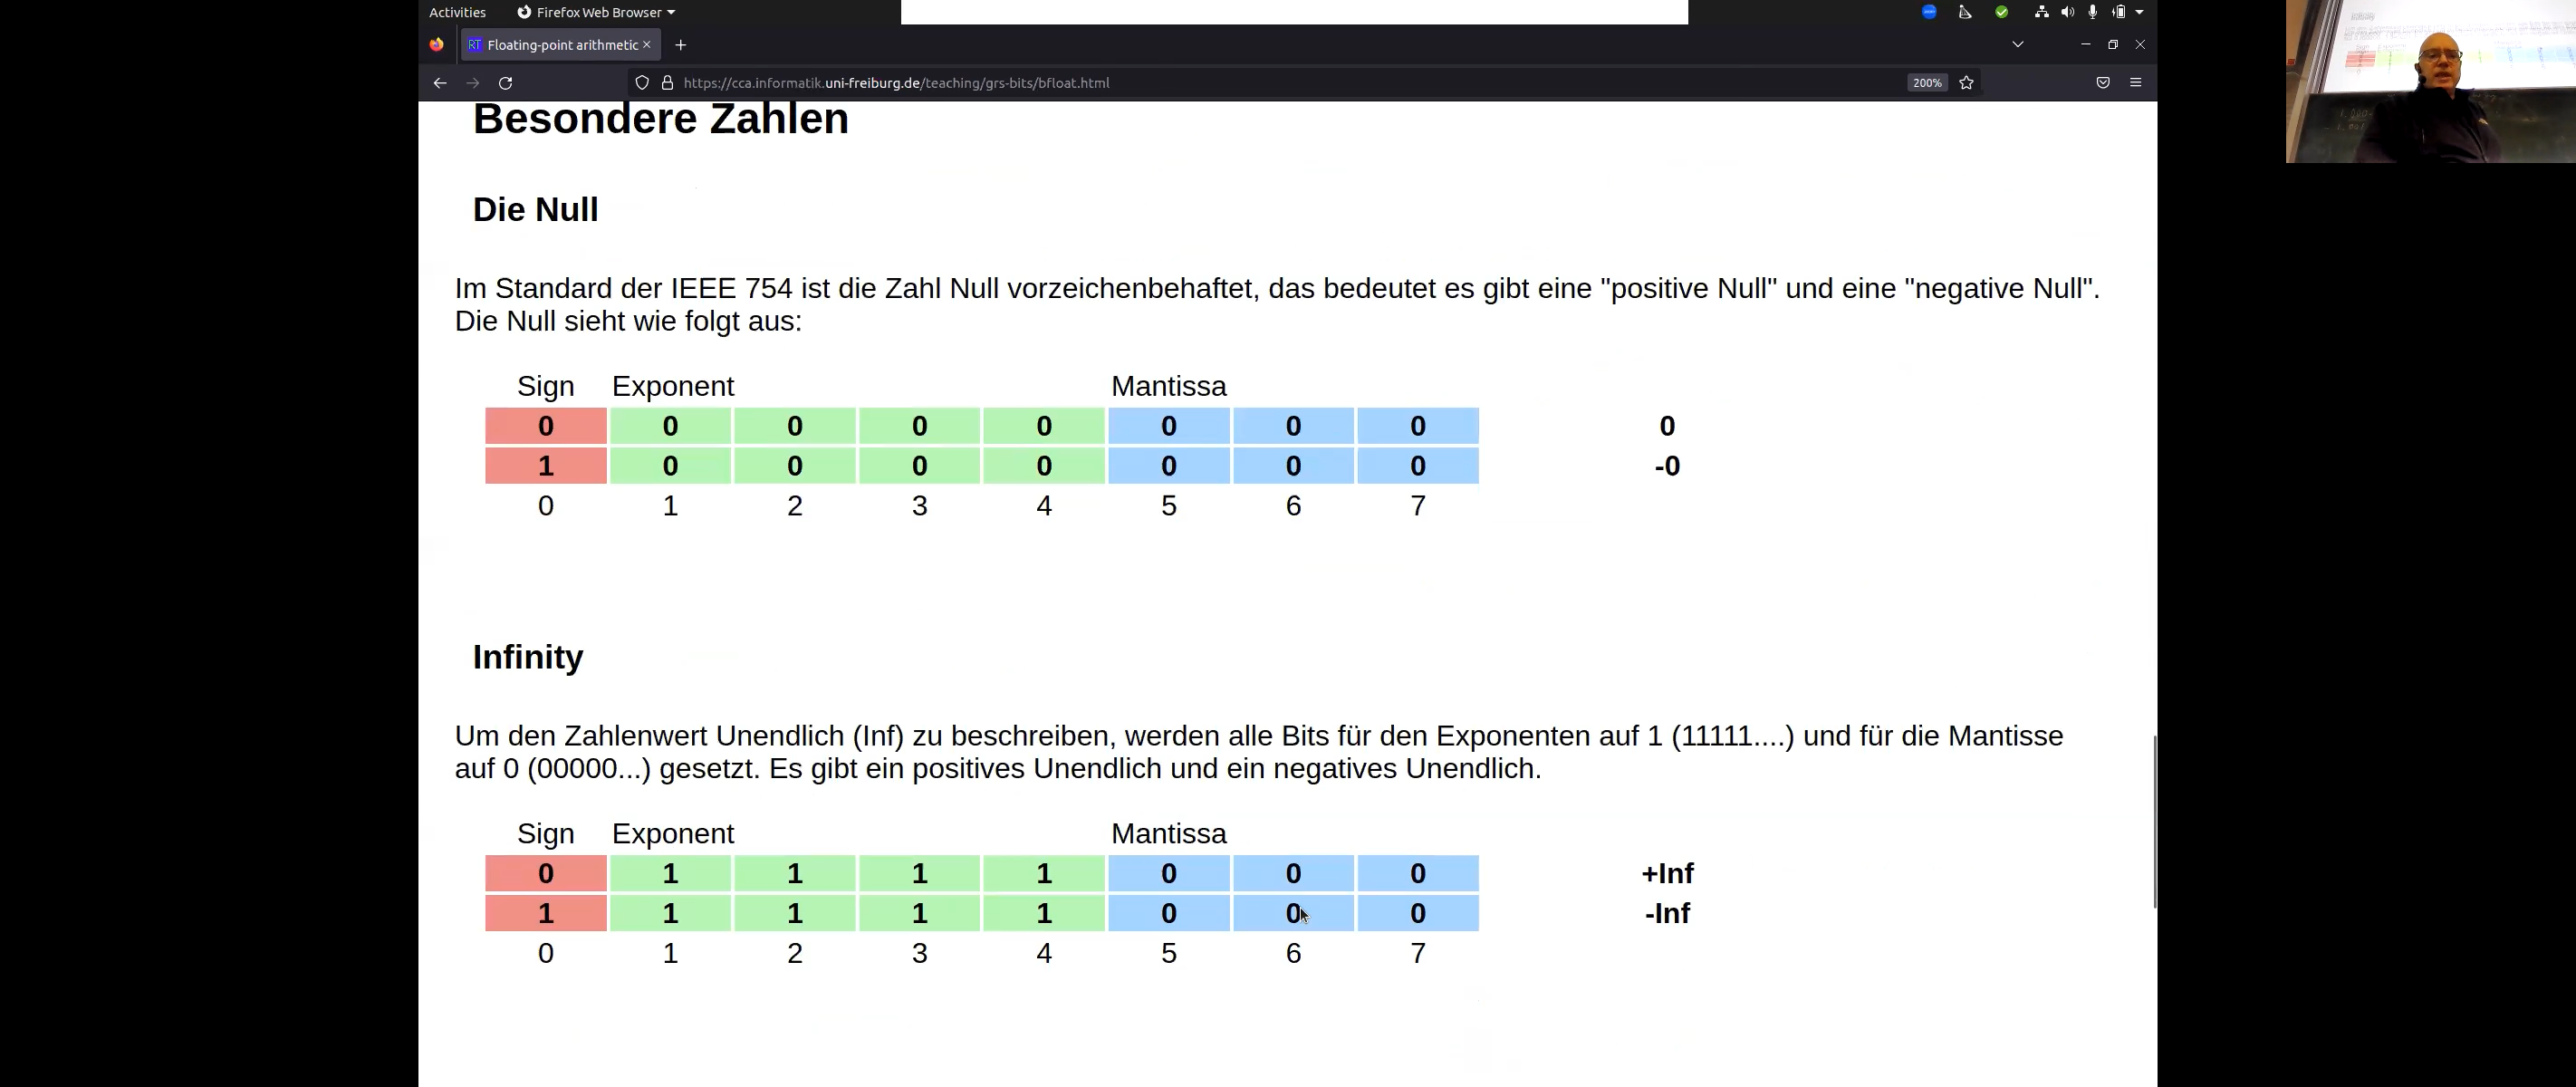 Activities Firefox Web Browser
Floating-point arithmetic
https://cca.informatik.uni-freiburg.de/teaching/grs-bits/bfloat.html 200%
Besondere Zahlen
Die Null
Im Standard der IEEE 754 ist die Zahl Null vorzeichenbehaftet, das bedeutet es gibt eine "positive Null" und eine "negative Null".
Die Null sieht wie folgt aus:
Sign Exponent Mantissa
0 0 0 0 0 0 0 0 0
1 0 0 0 0 0 0 0 -0
0 1 2 3 4 5 6 7
Infinity
Um den Zahlenwert Unendlich (Inf) zu beschreiben, werden alle Bits für den Exponenten auf 1 (11111....) und für die Mantisse
auf 0 (00000...) gesetzt. Es gibt ein positives Unendlich und ein negatives Unendlich.
Sign Exponent Mantissa
0 1 1 1 1 0 0 0 +Inf
1 1 1 1 1 0 0 0 -Inf
0 1 2 3 4 5 6 7